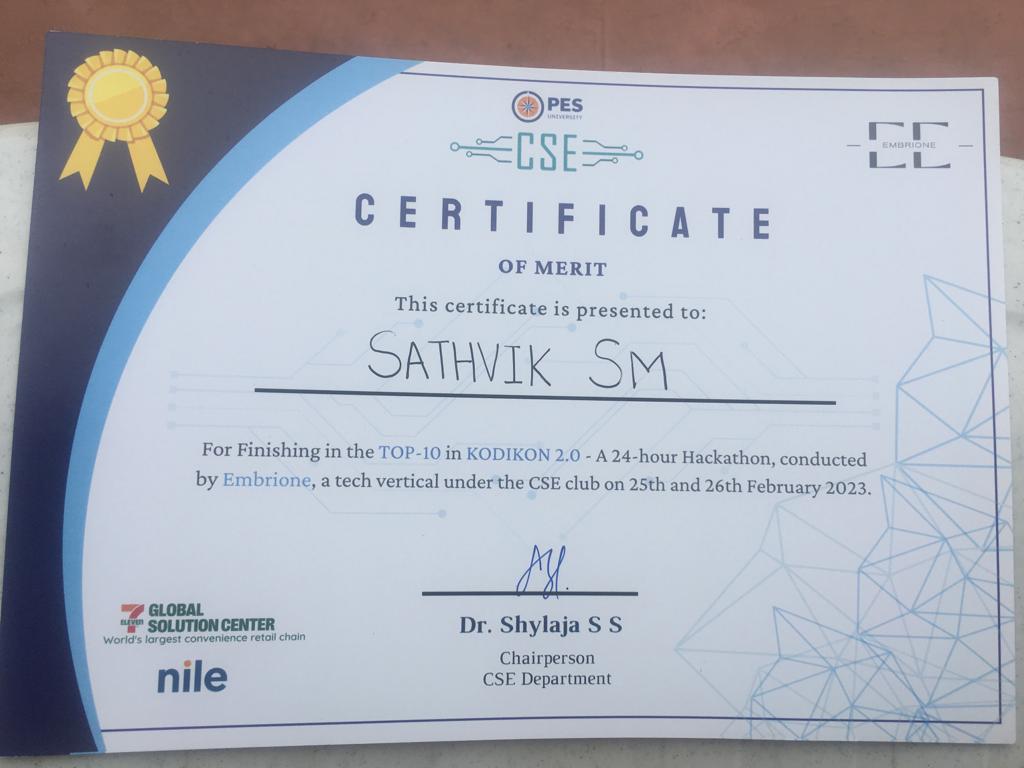 PES
UNIVERSITY
CSE
EMBRIONE
CERTIFICATE
OF MERIT
This certificate is presented to:
SATHVIK SM
For Finishing in the TOP-10 in KODIKON 2.0 - A 24-hour Hackathon, conducted
by Embrione, a tech vertical under the CSE club on 25th and 26th February 2023.
Dr. Shylaja S S
Chairperson
CSE Department
7
ELEVEN
GLOBAL
SOLUTION CENTER
World's largest convenience retail chain
nile